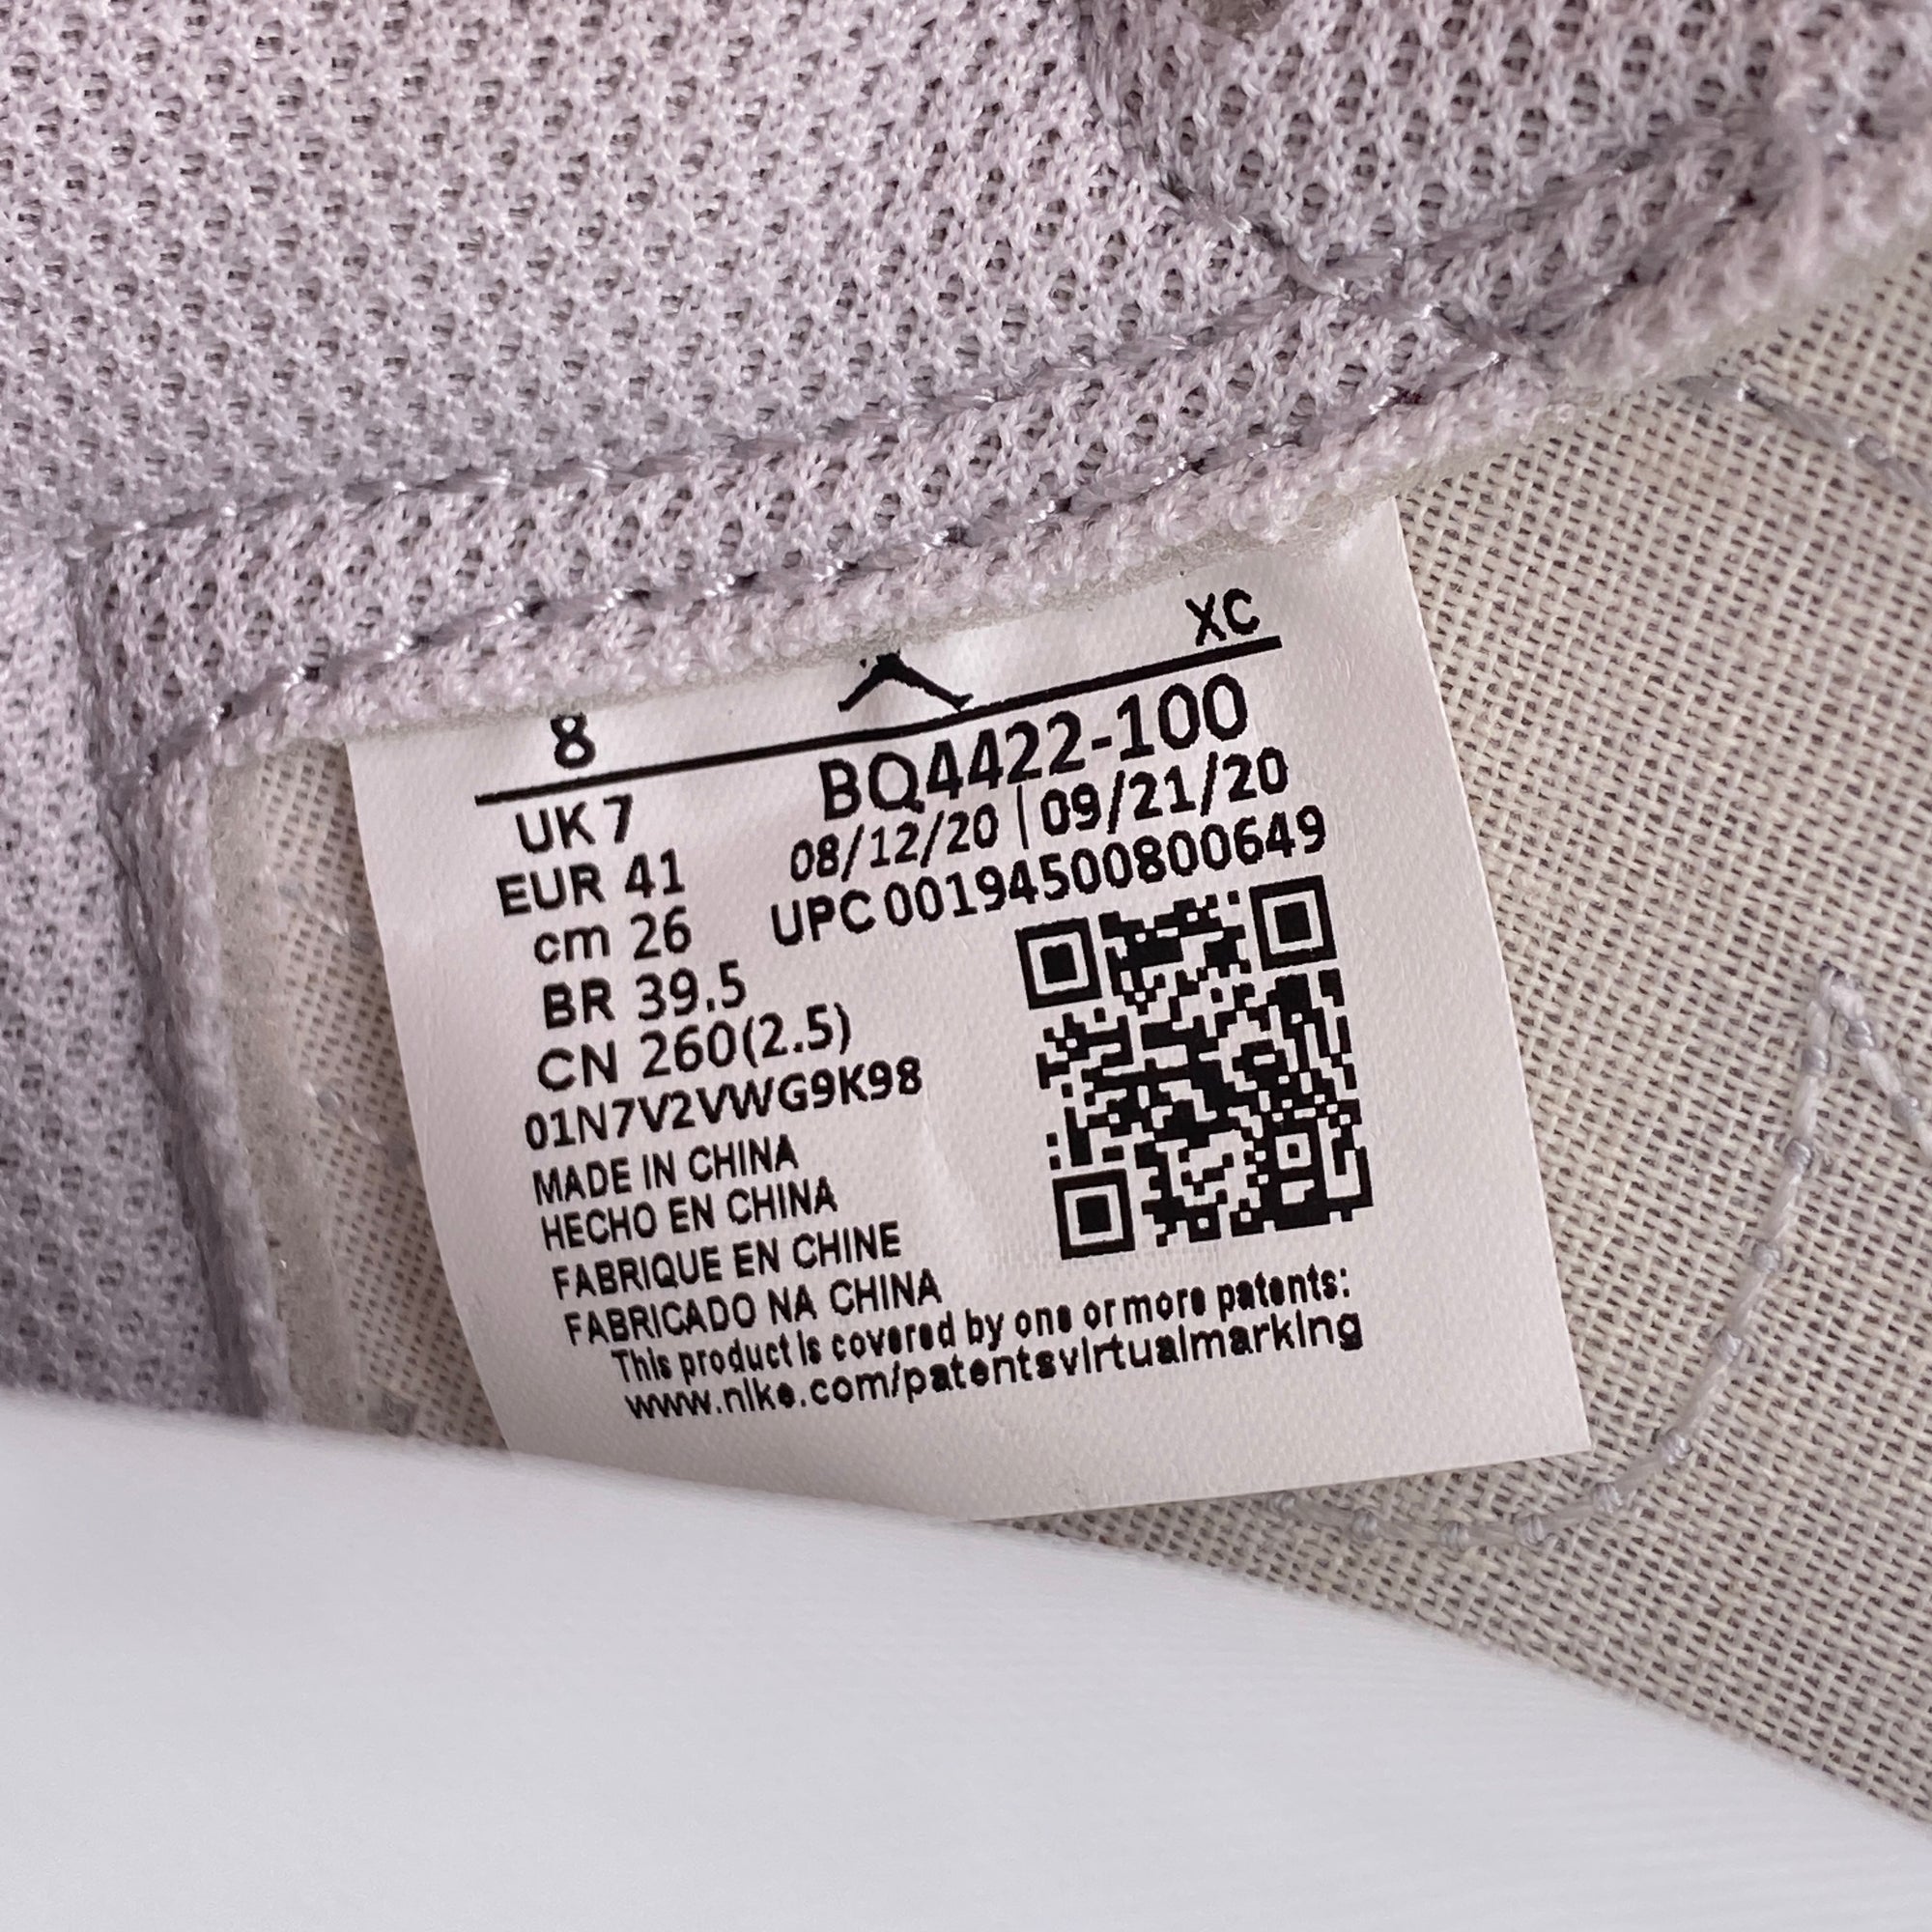 8 XC
UK 7 BQ4422-100
EUR 41 08/12/20 | 09/21/20
cm 26 UPC 00194500800649
BR 39.5
CN 260(2.5)
01N7V2VWG9K98
MADE IN CHINA
HECHO EN CHINA
FABRIQUE EN CHINE
FABRICADO NA CHINA
This product is covered by one or more patents:
www.nike.com/patentsvirtualmarking